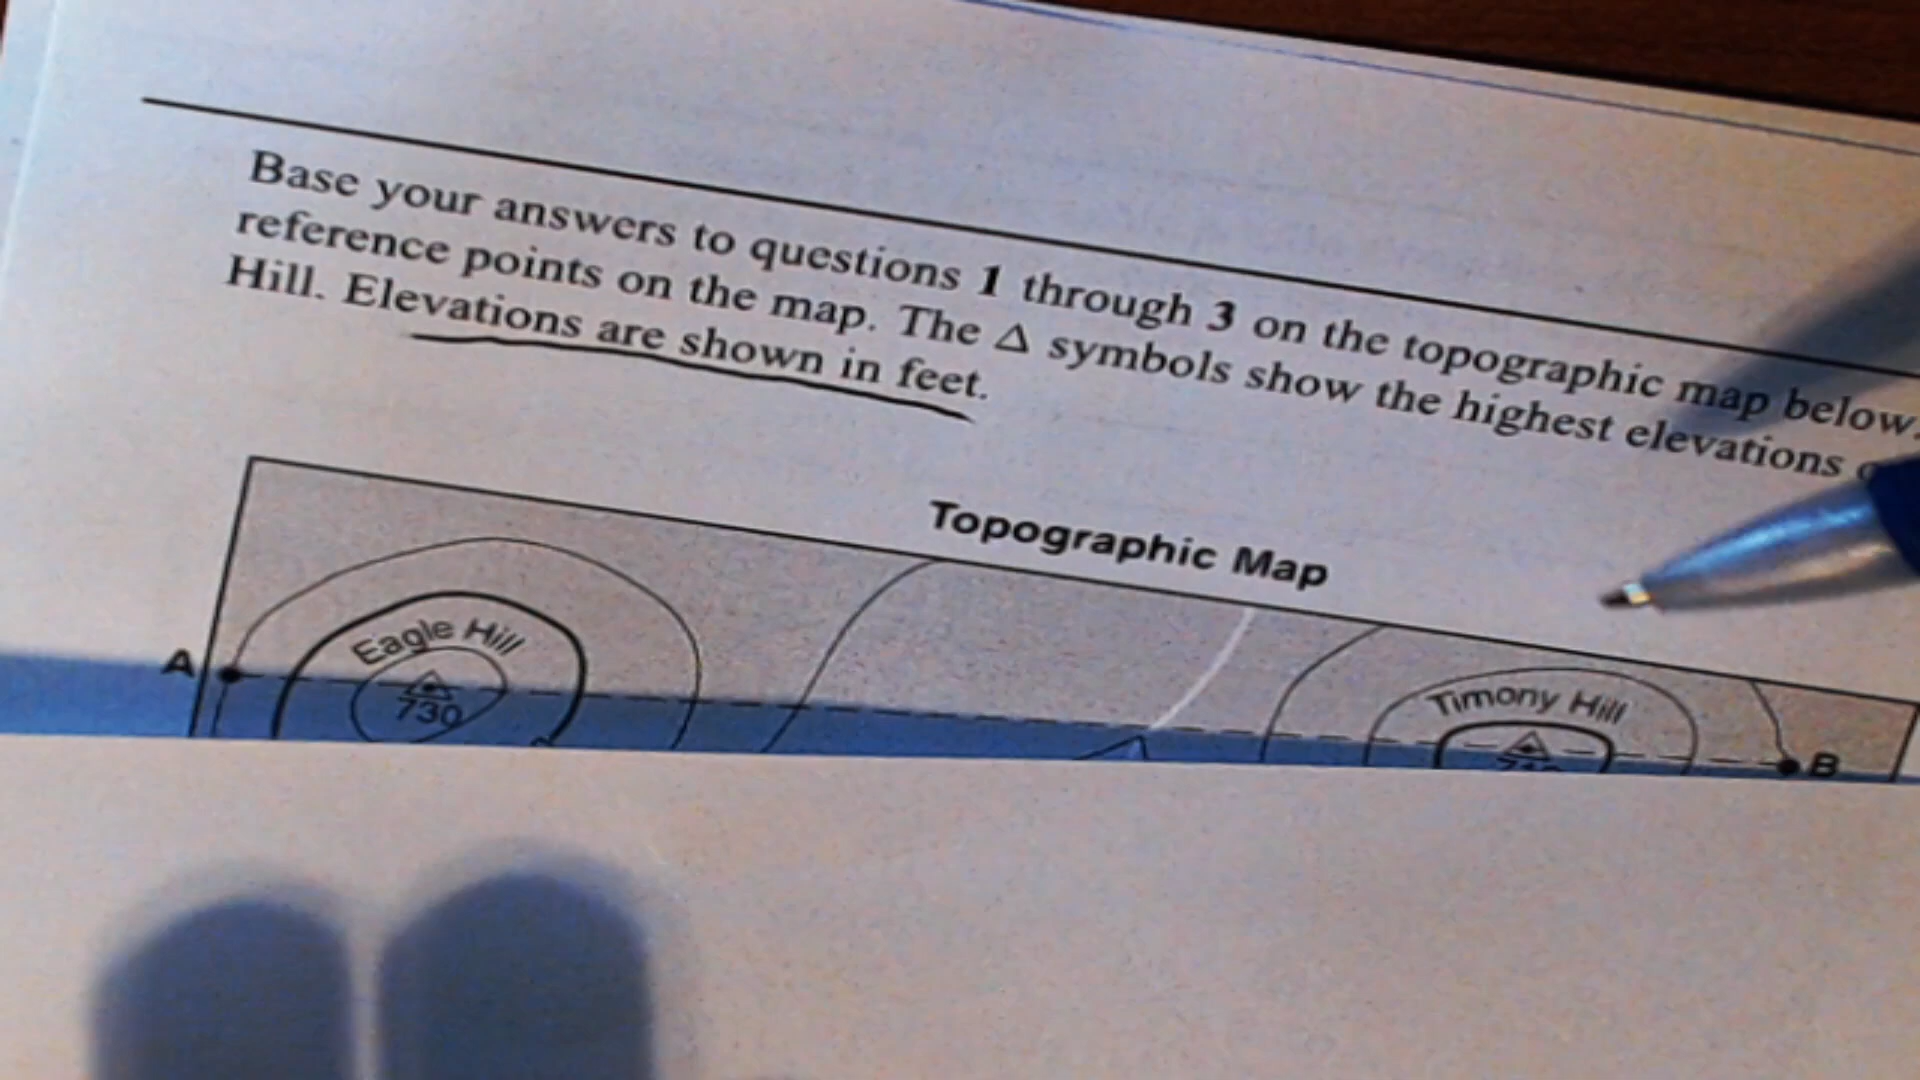 Base your answers to questions 1 through 3 on the topographic map below.
reference points on the map. The Δ symbols show the highest elevations
Hill. Elevations are shown in feet.
Topographic Map
Eagle Hill
Timony Hill
A
730
B